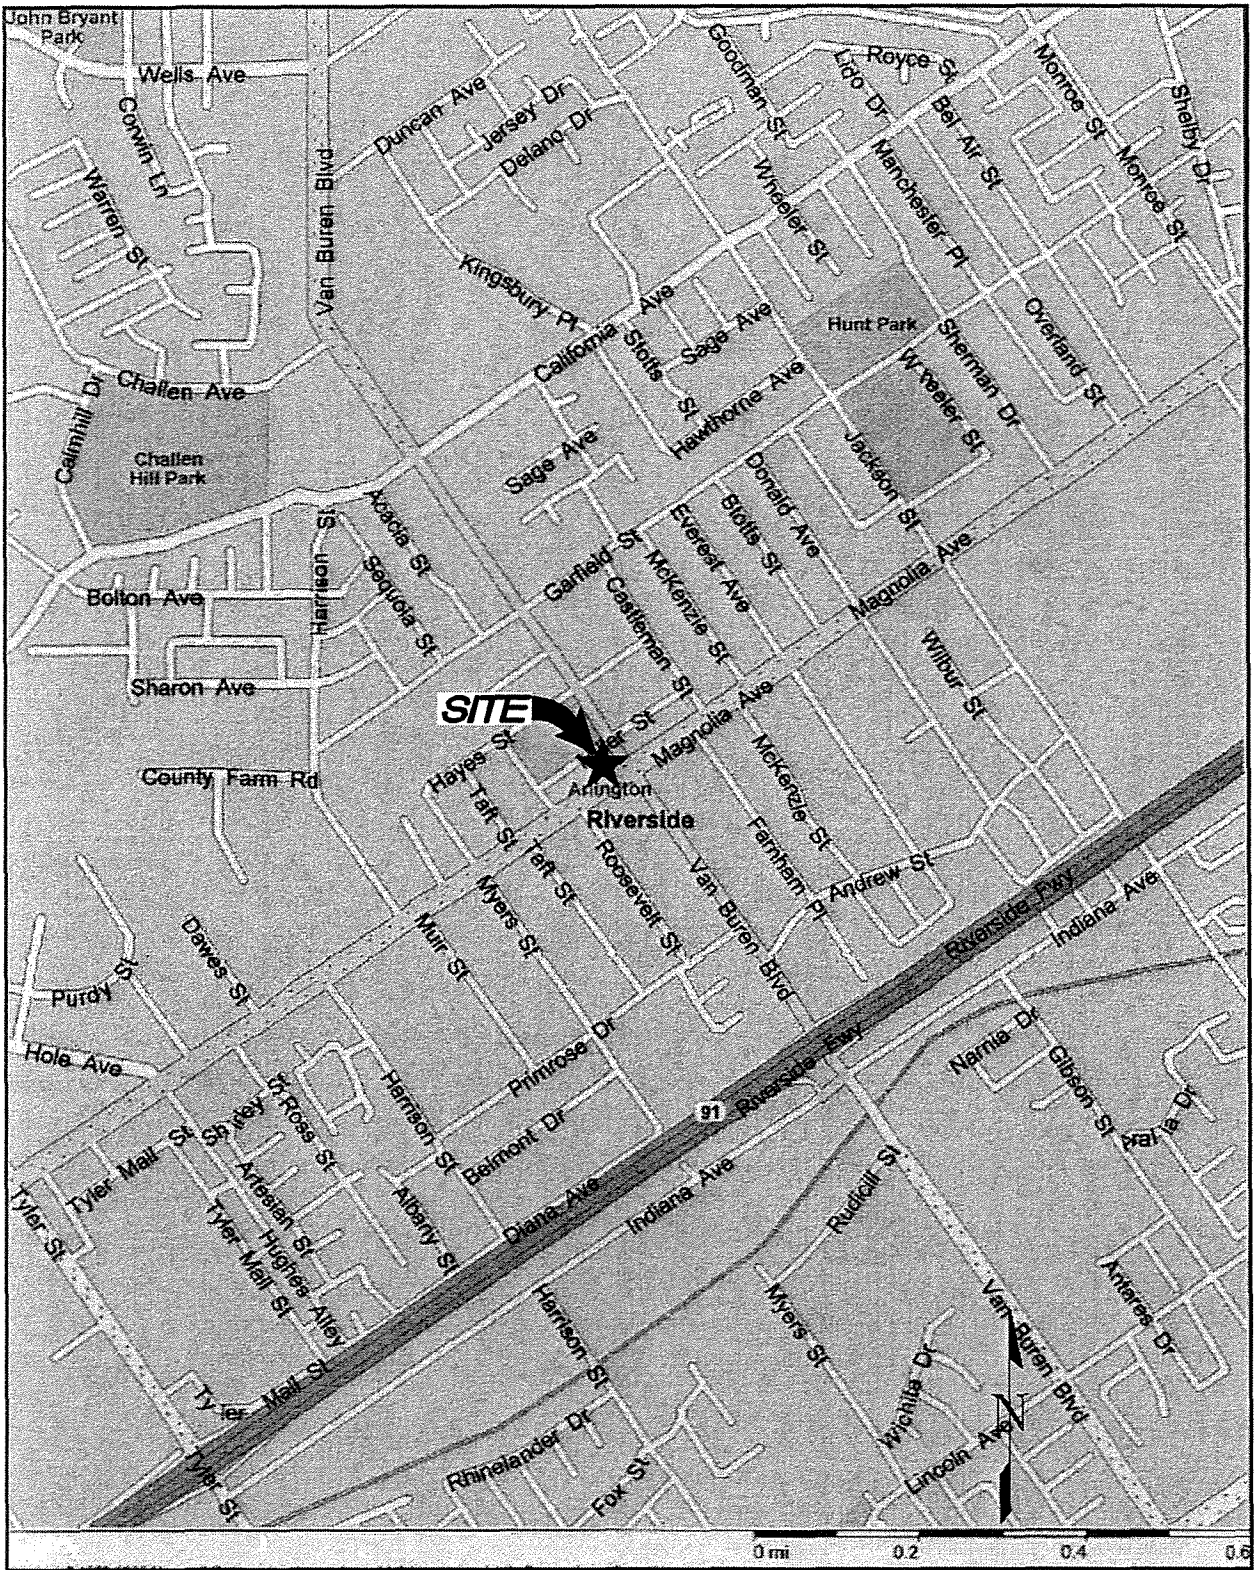 John Bryant
Park
Wells Ave
Corwin Ln
Warren St
Van Buren Blvd
Duncan Ave
Jersey Dr
Delano Dr
Goodman St
Royce St
Lido Dr
Bel Air St
Monroe St
Monroe St
Shelby Dr
Wheeler St
Manchester Pl
Kingsbury Pl
California Ave
Stotts St
Sage Ave
Hunt Park
Sherman Dr
Overland St
Wheeler St
Challen Ave
Calmhill Dr
Challen
Hill Park
Hawthorne Ave
Sage Ave
Jackson St
Donald Ave
Stotts St
Everest Ave
McKenzie St
Castleman St
Garfield St
Acacia St
Sequoia St
Harrison St
Bolton Ave
Sharon Ave
Magnolia Ave
Wilbur St
SITE
Magnolia Ave
Hayes St
County Farm Rd
Arlington
Riverside
Taft St
Taft St
McKenzie St
Farnham Pl
Andrew St
Roosevelt St
Van Buren Blvd
Myers St
Muir St
Dawes St
Purdy St
Hole Ave
Riverside Fwy
Indiana Ave
Narnia Dr
Gibson St
Primrose Dr
Belmont Dr
91
Riverside Fwy
Harrison St
Ross St
Tyler Mall St
Artesian St
Tyler Mall St
Hughes Alley
Albany St
Diana Ave
Indiana Ave
Rudicill St
Tyler St
Harrison St
Myers St
Van Buren Blvd
Antares Dr
Wichita Dr
N
Lincoln Ave
Tyler Mall St
Tyler St
Rhinelander Dr
Fox St
0 mi 0.2 0.4 0.6